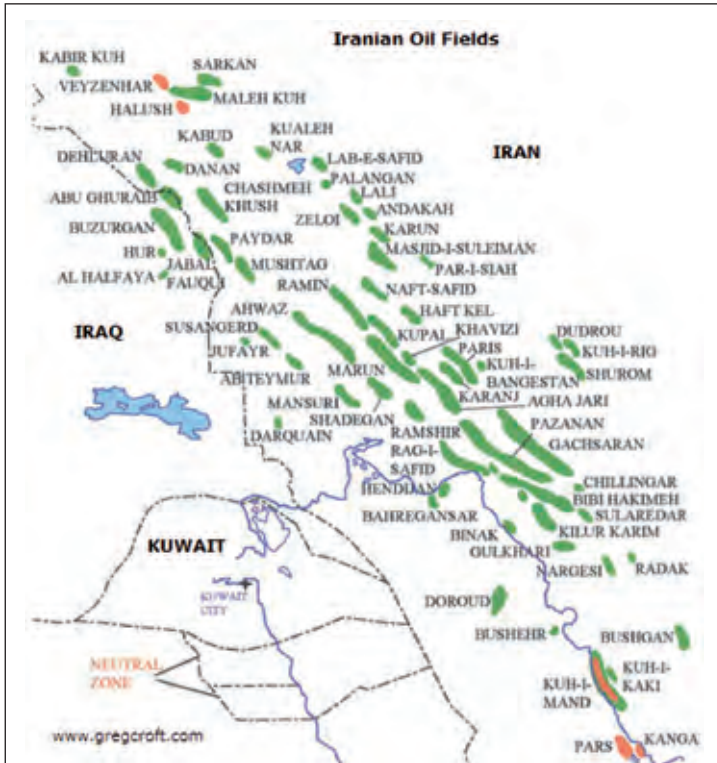 Iranian Oil Fields
KABIR KUH
SARKAN
VEYZENHAR
MALEH KUH
HALUSH
KABUD
KUALEH
NAR
IRAN
DEHLURAN
DANAN
LAB-E-SAFID
PALANGAN
ABU GHURAIB
CHASHMEH
KHUSH
LALI
ZELOI
ANDAKAH
BUZURGAN
KARUN
PAYDAR
MASJID-I-SULEIMAN
HUR
JABAL
FAUQUI
MUSHTAG
PAR-I-SIAH
AL HALFAYA
RAMIN
NAFT-SAFID
AHWAZ
HAFT KEL
IRAQ
SUSANGERD
KUPAL
KHAVIZI
DUDROU
JUFAYR
PARIS
KUH-I-RIG
ABTEYMUR
MARUN
KUH-I-
BANGESTAN
SHUROM
KARANJ
MANSURI
AGHA JARI
SHADEGAN
PAZANAN
DARQUAIN
RAMSHIR
GACHSARAN
RAG-I-
SAFID
CHILLINGAR
HENDIJAN
BIBI HAKIMEH
BAHREGANSAR
SULAREDAR
KUWAIT
BINAK
KILUR KARIM
GULKHARI
KUWAIT
CITY
NARGESI
RADAK
DOROUD
BUSHEHR
BUSHGAN
NEUTRAL
ZONE
KUH-I-
KAKI
KUH-I-
MAND
www.gregcroft.com
PARS
KANGA